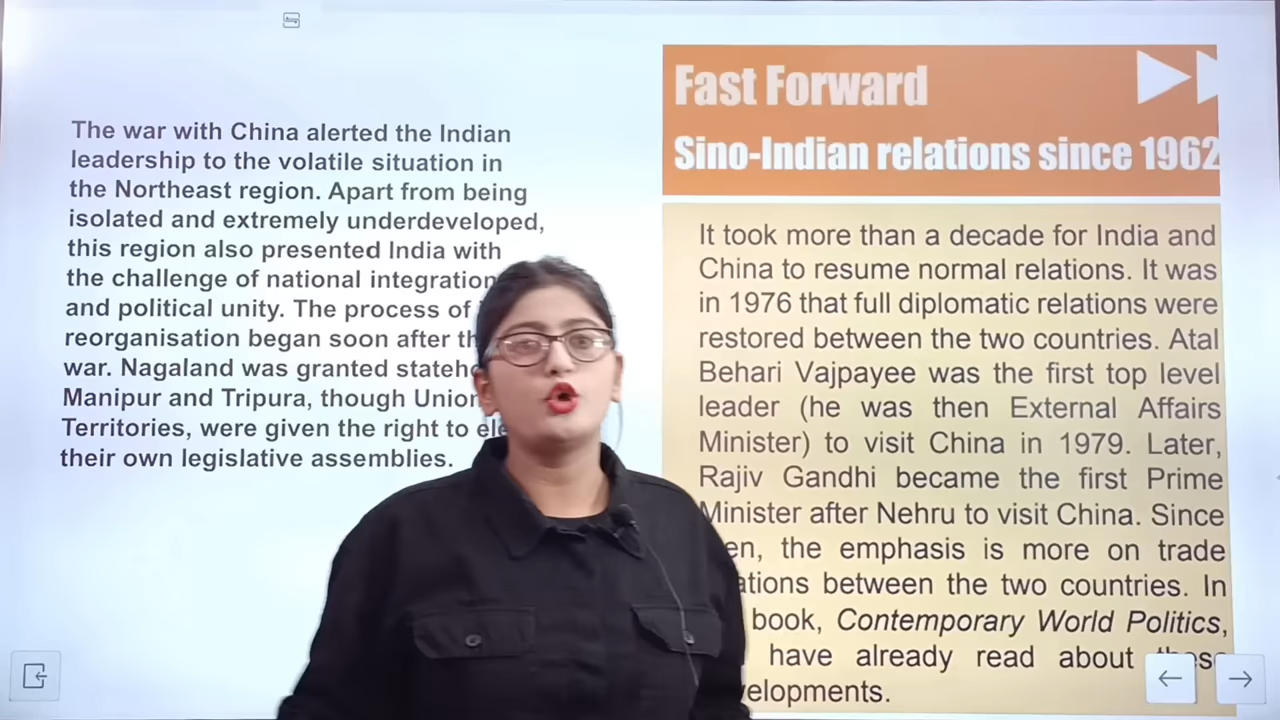 The war with China alerted the Indian
leadership to the volatile situation in
the Northeast region. Apart from being
isolated and extremely underdeveloped,
this region also presented India with
the challenge of national integration
and political unity. The process of
reorganisation began soon after
war. Nagaland was granted
Manipur and Tripura, though Union
Territories, were given the right to
their own legislative assemblies.
Fast Forward
Sino-Indian relations since 1962
It took more than a decade for India and
China to resume normal relations. It was
in 1976 that full diplomatic relations were
restored between the two countries. Atal
Behari Vajpayee was the first top level
leader (he was then External Affairs
Minister) to visit China in 1979. Later,
Rajiv Gandhi became the first Prime
Minister after Nehru to visit China. Since
the emphasis is more on trade
between the two countries. In
book, Contemporary World Politics,
have already read about